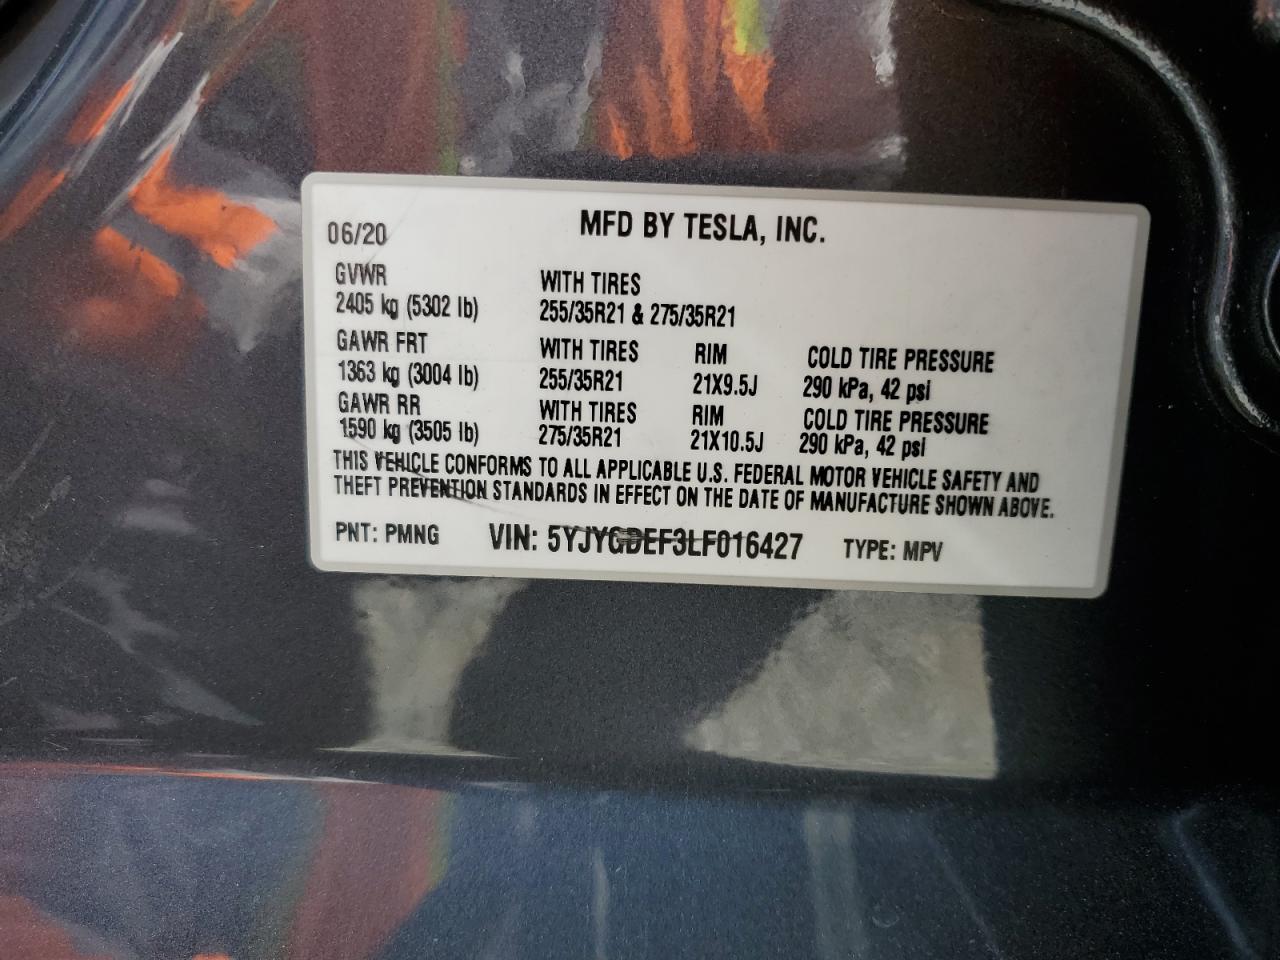 MFD BY TESLA, INC.
06/20
GVWR WITH TIRES
2405 kg (5302 lb) 255/35R21 & 275/35R21
GAWR FRT WITH TIRES RIM COLD TIRE PRESSURE
1363 kg (3004 lb) 255/35R21 21X9.5J 290 kPa, 42 psi
GAWR RR WITH TIRES RIM COLD TIRE PRESSURE
1590 kg (3505 lb) 275/35R21 21X10.5J 290 kPa, 42 psi
THIS VEHICLE CONFORMS TO ALL APPLICABLE U.S. FEDERAL MOTOR VEHICLE SAFETY AND
THEFT PREVENTION STANDARDS IN EFFECT ON THE DATE OF MANUFACTURE SHOWN ABOVE.
PNT: PMNG VIN: 5YJYGDEF3LF016427 TYPE: MPV